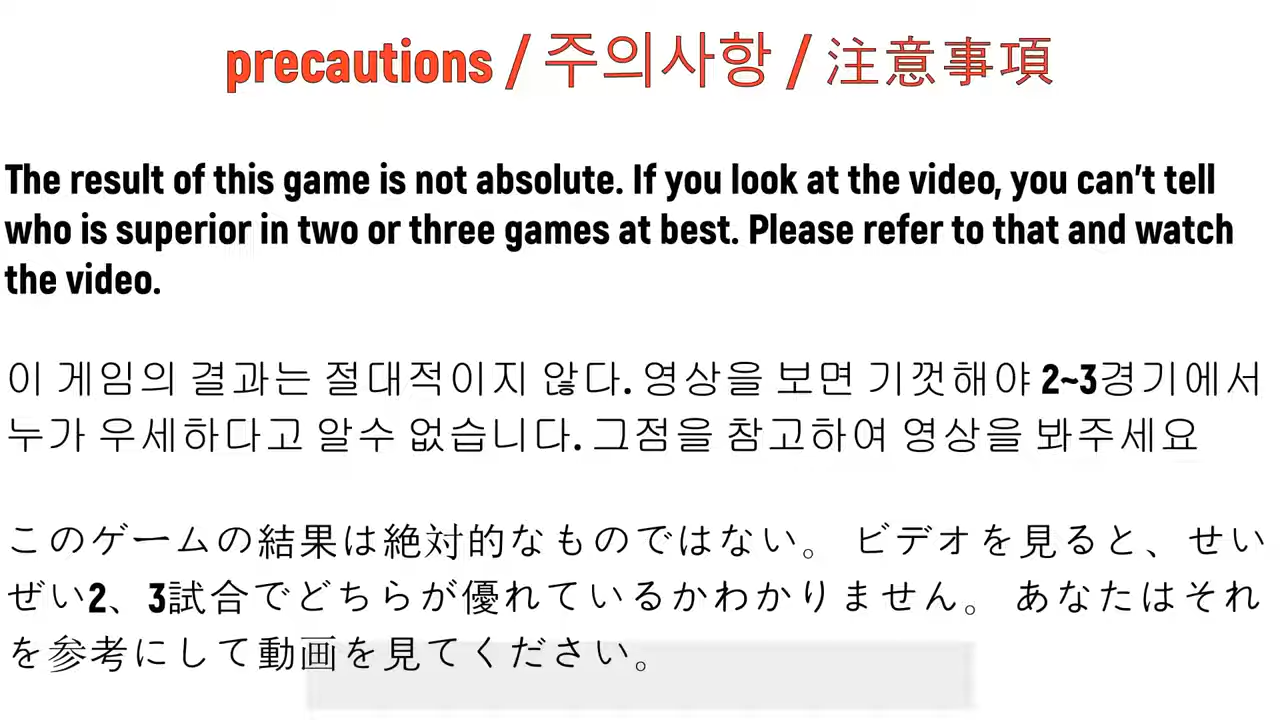 precautions / 주의사항 / 注意事項
The result of this game is not absolute. If you look at the video, you can't tell
who is superior in two or three games at best. Please refer to that and watch
the video.
이 게임의 결과는 절대적이지 않다. 영상을 보면 기껏해야 2~3경기에서
누가 우세하다고 알수 없습니다. 그점을 참고하여 영상을 봐주세요
このゲームの結果は絶対的なものではない。 ビデオを見ると、せい
ぜい2、3試合でどちらが優れているかわかりません。 あなたはそれ
を参考にして動画を見てください。